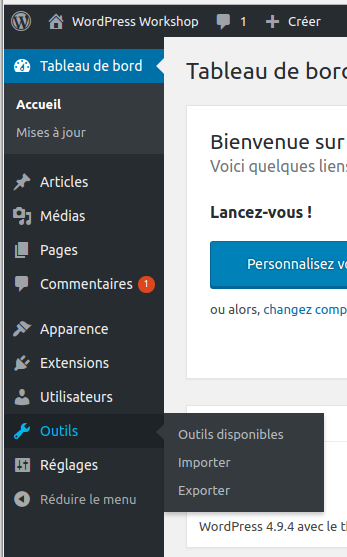 WordPress Workshop 1 Créer
Tableau de bord
Accueil
Mises à jour
Articles
Médias
Pages
Commentaires 1
Apparence
Extensions
Utilisateurs
Outils
Réglages
Réduire le menu
Outils disponibles
Importer
Exporter
Tableau de bord
Bienvenue sur
Voici quelques liens
Lancez-vous !
Personnalisez vo
ou alors, changez comp
WordPress 4.9.4 avec le t